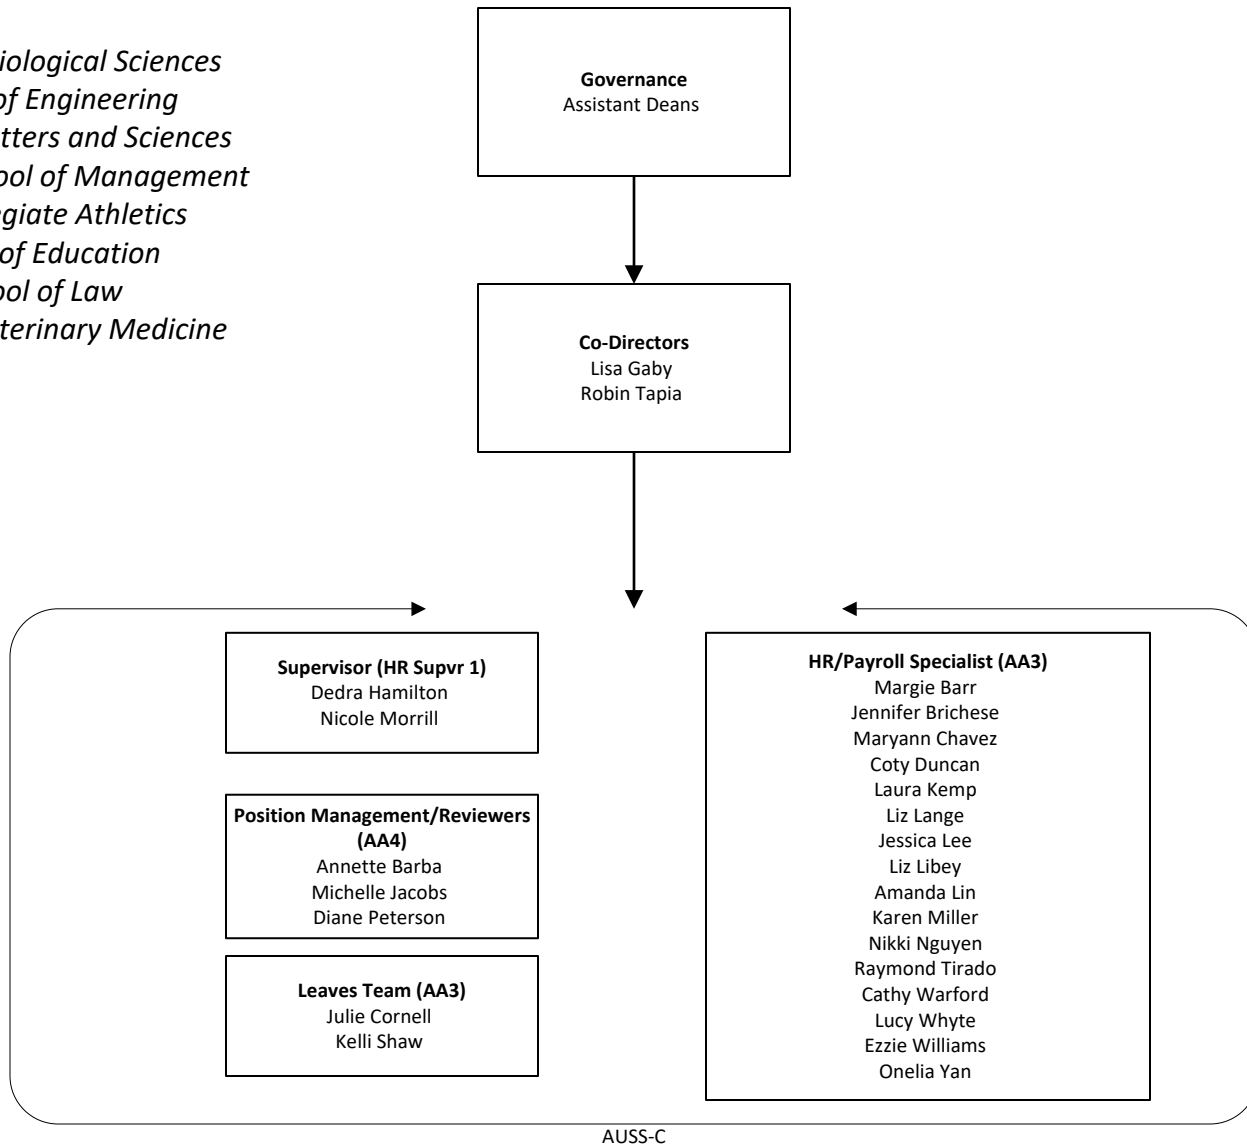 iological Sciences
of Engineering
tters and Sciences
ool of Management
egiate Athletics
of Education
ool of Law
terinary Medicine
Governance
Assistant Deans
Co-Directors
Lisa Gaby
Robin Tapia
Supervisor (HR Supvr 1)
Dedra Hamilton
Nicole Morrill
Position Management/Reviewers
(AA4)
Annette Barba
Michelle Jacobs
Diane Peterson
Leaves Team (AA3)
Julie Cornell
Kelli Shaw
HR/Payroll Specialist (AA3)
Margie Barr
Jennifer Brichese
Maryann Chavez
Coty Duncan
Laura Kemp
Liz Lange
Jessica Lee
Liz Libey
Amanda Lin
Karen Miller
Nikki Nguyen
Raymond Tirado
Cathy Warford
Lucy Whyte
Ezzie Williams
Onelia Yan
AUSS-C